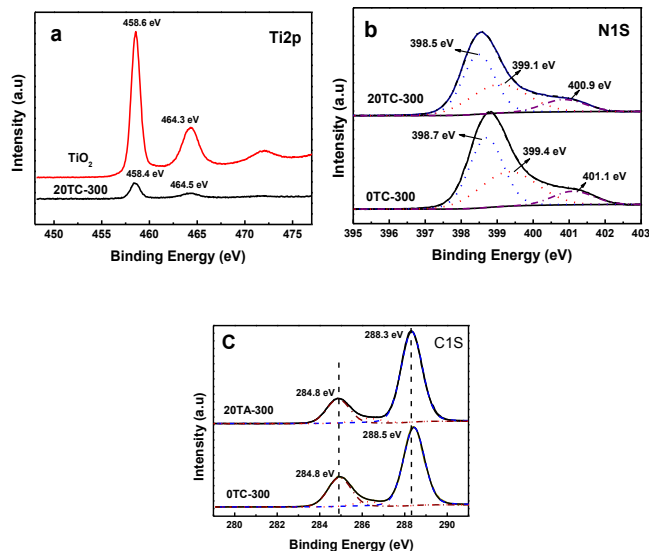 a
Ti2p
458.6 eV
464.3 eV
TiO2
458.4 eV
464.5 eV
20TC-300
Intensity (a.u)
450 455 460 465 470 475
Binding Energy (eV)
b
N1S
398.5 eV
399.1 eV
400.9 eV
20TC-300
398.7 eV
399.4 eV
401.1 eV
0TC-300
Intensity (a.u)
395 396 397 398 399 400 401 402 403
Binding Energy (eV)
C
C1S
288.3 eV
284.8 eV
20TA-300
288.5 eV
284.8 eV
0TC-300
Intensity (a.u)
280 282 284 286 288 290
Binding Energy (eV)